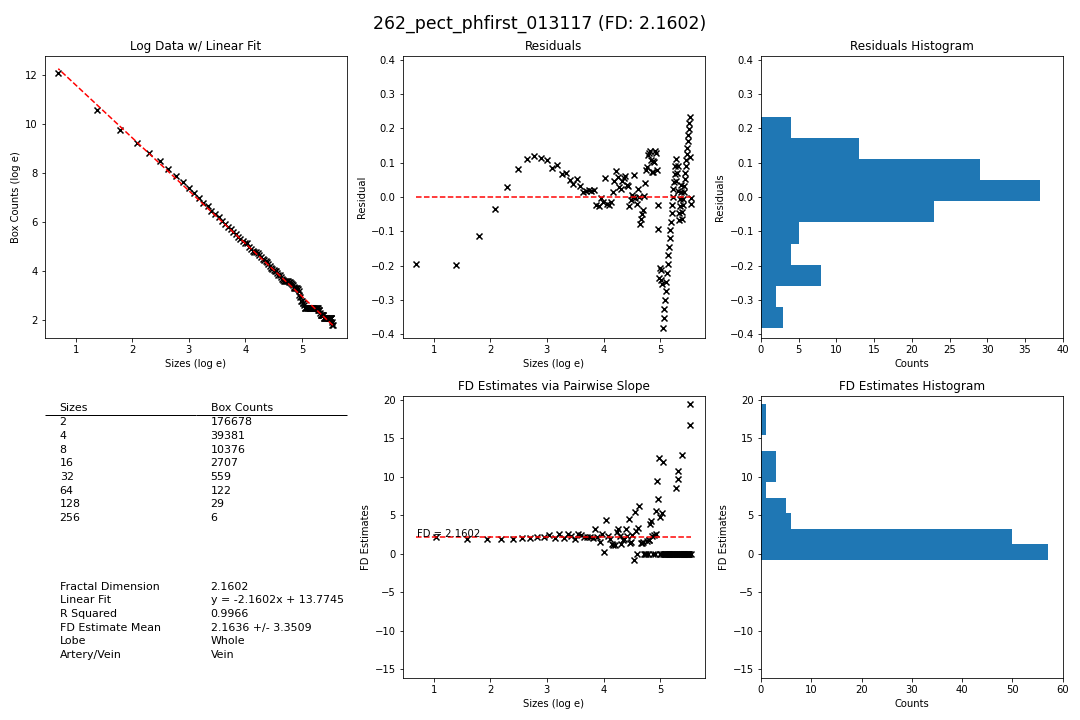 262_pect_phfirst_013117 (FD: 2.1602)
Log Data w/ Linear Fit
Box Counts (log e)
12
10
8
6
4
2
1 2 3 4 5
Sizes (log e)
Residuals
Residual
0.4
0.3
0.2
0.1
0.0
−0.1
−0.2
−0.3
−0.4
1 2 3 4 5
Sizes (log e)
Residuals Histogram
Residuals
0.4
0.3
0.2
0.1
0.0
−0.1
−0.2
−0.3
−0.4
0 5 10 15 20 25 30 35 40
Counts
Sizes Box Counts
2 176678
4 39381
8 10376
16 2707
32 559
64 122
128 29
256 6
Fractal Dimension 2.1602
Linear Fit y = -2.1602x + 13.7745
R Squared 0.9966
FD Estimate Mean 2.1636 +/- 3.3509
Lobe Whole
Artery/Vein Vein
FD Estimates via Pairwise Slope
FD Estimates
20
15
10
5
0
−5
−10
−15
FD = 2.1602
1 2 3 4 5
Sizes (log e)
FD Estimates Histogram
FD Estimates
20
15
10
5
0
−5
−10
−15
0 10 20 30 40 50 60
Counts